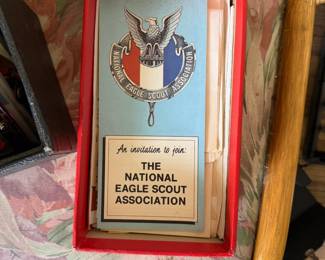 NATIONAL EAGLE SCOUT ASSOCIATION
An invitation to join:
THE
NATIONAL
EAGLE SCOUT
ASSOCIATION